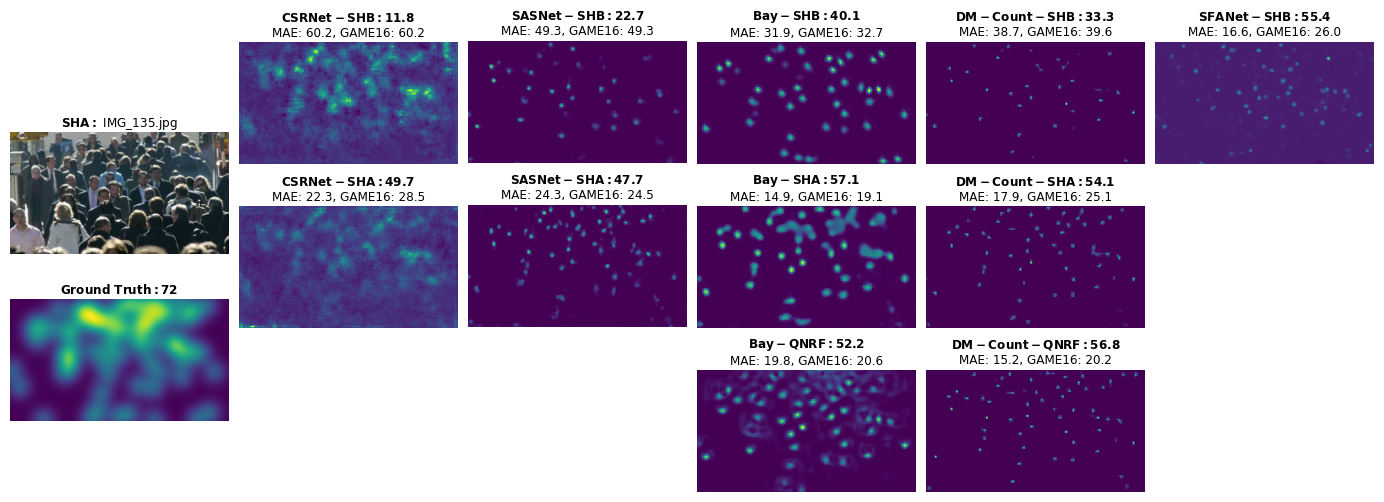 CSRNet − SHB : 11.8
MAE: 60.2, GAME16: 60.2
SASNet − SHB : 22.7
MAE: 49.3, GAME16: 49.3
Bay − SHB : 40.1
MAE: 31.9, GAME16: 32.7
DM − Count − SHB : 33.3
MAE: 38.7, GAME16: 39.6
SFANet − SHB : 55.4
MAE: 16.6, GAME16: 26.0
SHA : IMG_135.jpg
CSRNet − SHA : 49.7
MAE: 22.3, GAME16: 28.5
SASNet − SHA : 47.7
MAE: 24.3, GAME16: 24.5
Bay − SHA : 57.1
MAE: 14.9, GAME16: 19.1
DM − Count − SHA : 54.1
MAE: 17.9, GAME16: 25.1
Ground Truth : 72
Bay − QNRF : 52.2
MAE: 19.8, GAME16: 20.6
DM − Count − QNRF : 56.8
MAE: 15.2, GAME16: 20.2